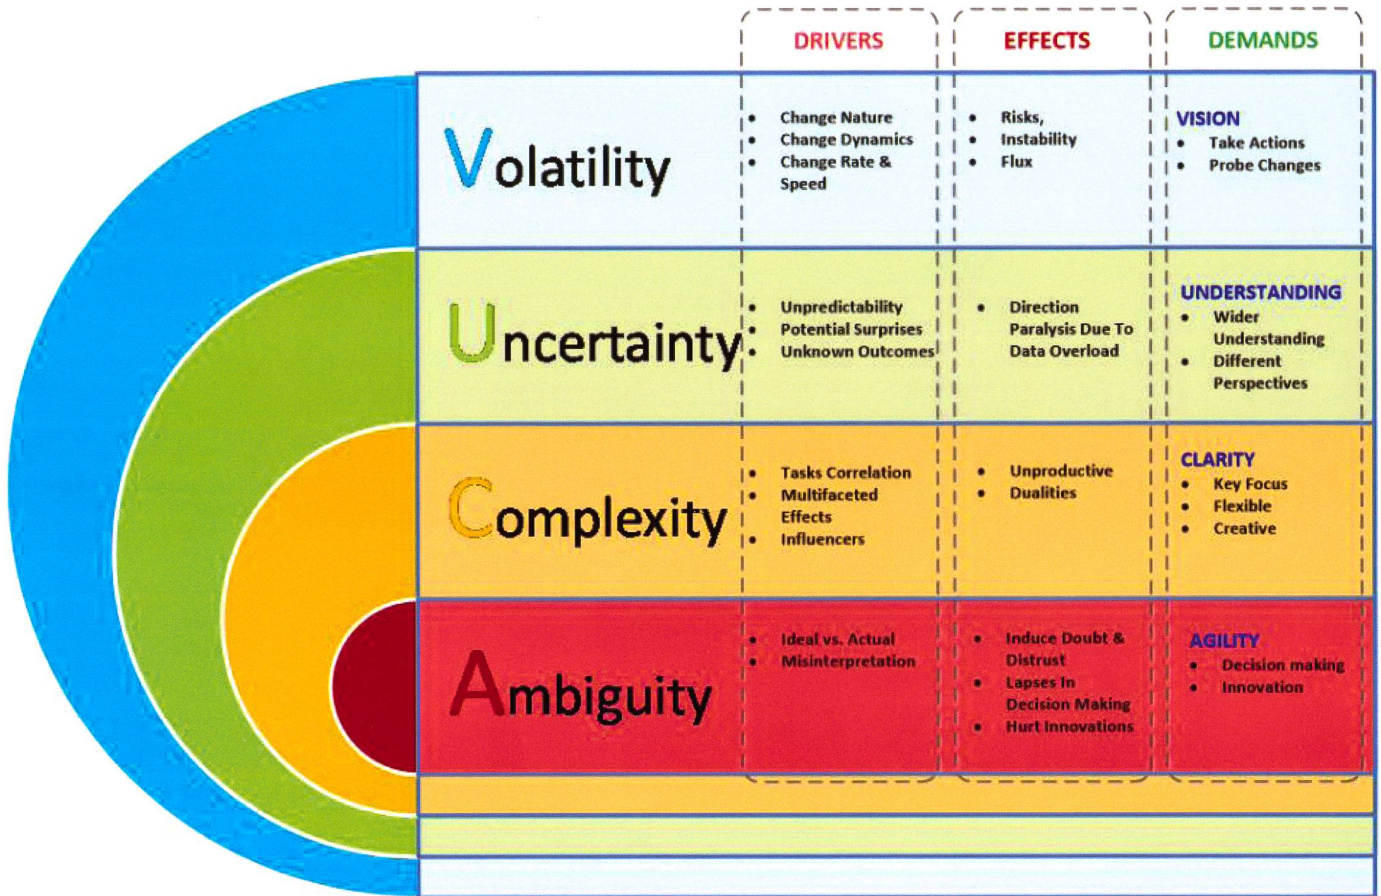 DRIVERS
EFFECTS
DEMANDS
Volatility
• Change Nature
• Change Dynamics
• Change Rate &
Speed
• Risks,
• Instability
• Flux
VISION
• Take Actions
• Probe Changes
Uncertainty
• Unpredictability
• Potential Surprises
• Unknown Outcomes
• Direction
Paralysis Due To
Data Overload
UNDERSTANDING
• Wider
Understanding
• Different
Perspectives
Complexity
• Tasks Correlation
• Multifaceted
Effects
• Influencers
• Unproductive
• Dualities
CLARITY
• Key Focus
• Flexible
• Creative
Ambiguity
• Ideal vs. Actual
• Misinterpretation
• Induce Doubt &
Distrust
• Lapses In
Decision Making
• Hurt Innovations
AGILITY
• Decision making
• Innovation